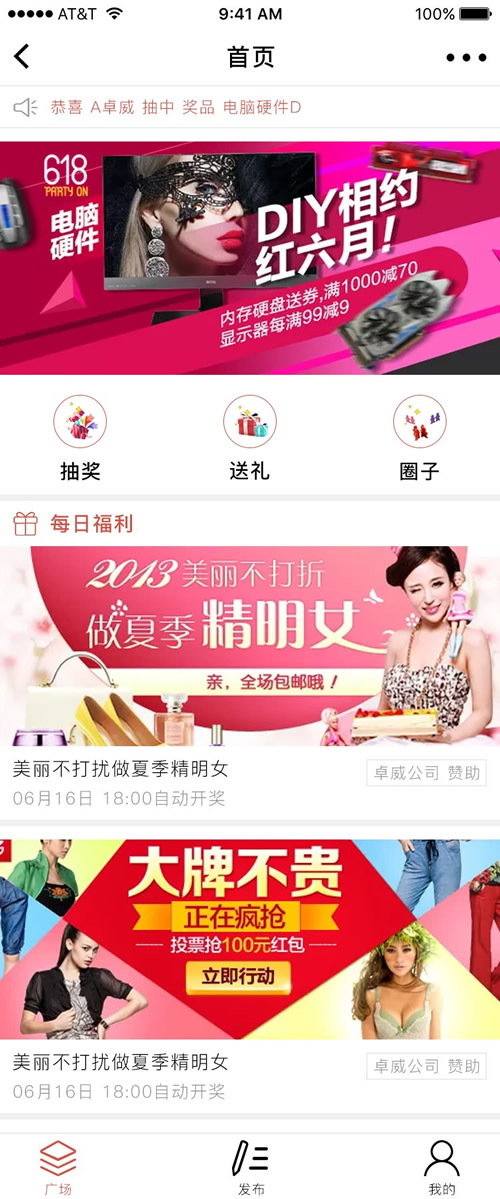 AT&T 9:41 AM 100%
首页
恭喜 A卓威 抽中 奖品 电脑硬件D
618
PARTY ON
电脑
硬件
DIY相约
红六月!
内存硬盘送券,满1000减70
显示器每满99减9
抽奖 送礼 圈子
每日福利
2013美丽不打折
做夏季精明女
亲，全场包邮哦！
美丽不打扰做夏季精明女
卓威公司 赞助
06月16日 18:00自动开奖
大牌不贵
正在疯抢
投票抢100元红包
立即行动
美丽不打扰做夏季精明女
卓威公司 赞助
06月16日 18:00自动开奖
广场 发布 我的